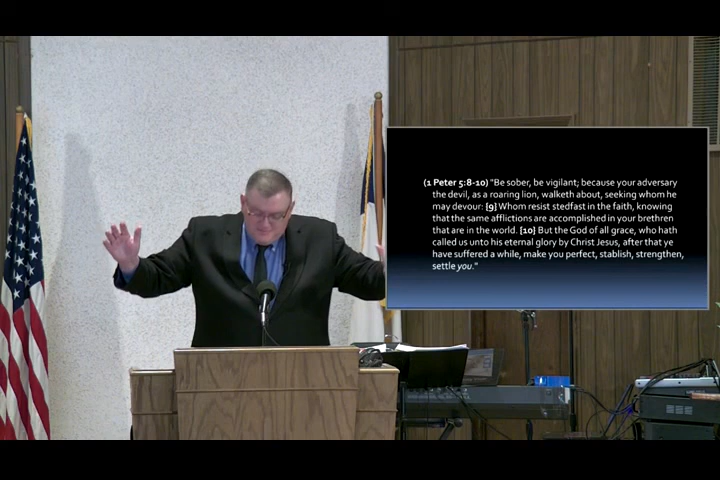 (1 Peter 5:8-10) "Be sober, be vigilant; because your adversary
the devil, as a roaring lion, walketh about, seeking whom he
may devour: {9} Whom resist stedfast in the faith, knowing
that the same afflictions are accomplished in your brethren
that are in the world. {10} But the God of all grace, who hath
called us unto his eternal glory by Christ Jesus, after that ye
have suffered a while, make you perfect, stablish, strengthen,
settle you."